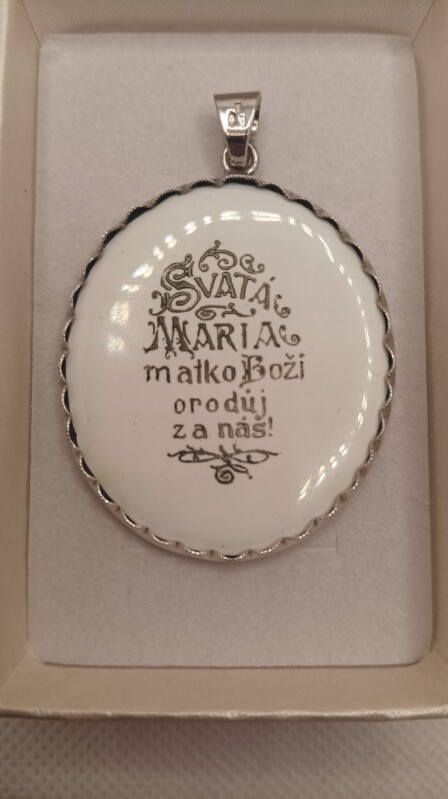 SVATÁ
MARIA
matko Boží
oroduj
za nás!